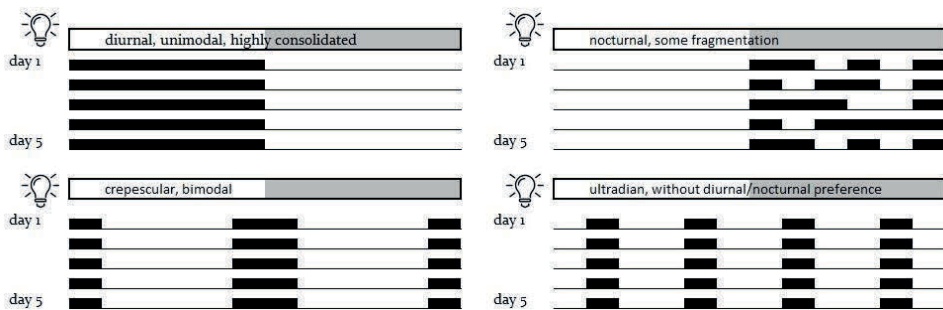 diurnal, unimodal, highly consolidated
day 1
day 5
nocturnal, some fragmentation
day 1
day 5
crepescular, bimodal
day 1
day 5
ultradian, without diurnal/nocturnal preference
day 1
day 5